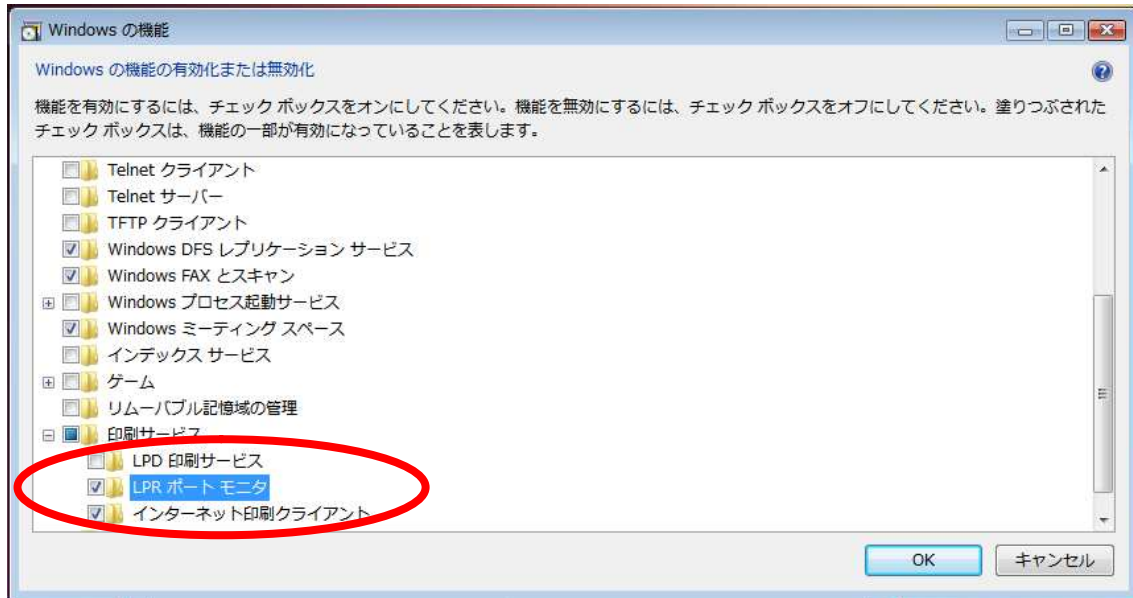 Windows の機能
Windows の機能の有効化または無効化
機能を有効にするには、チェック ボックスをオンにしてください。機能を無効にするには、チェック ボックスをオフにしてください。塗りつぶされた
チェック ボックスは、機能の一部が有効になっていることを表します。
Telnet クライアント
Telnet サーバー
TFTP クライアント
Windows DFS レプリケーション サービス
Windows FAX とスキャン
Windows プロセス起動サービス
Windows ミーティング スペース
インデックス サービス
ゲーム
リムーバブル記憶域の管理
印刷サービス
LPD 印刷サービス
LPR ポート モニタ
インターネット印刷クライアント
OK
キャンセル